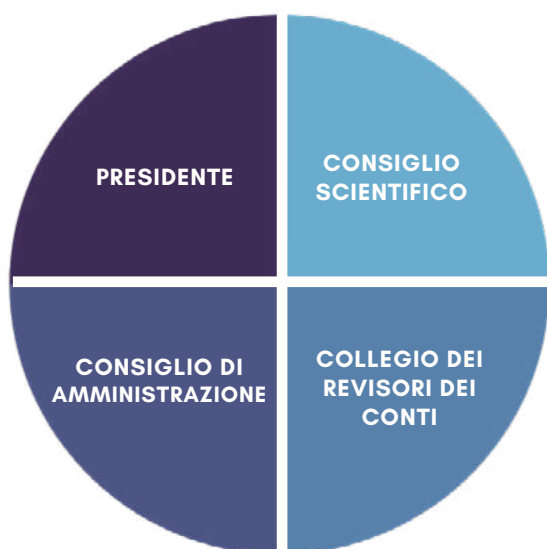 PRESIDENTE
CONSIGLIO
SCIENTIFICO
CONSIGLIO DI
AMMINISTRAZIONE
COLLEGIO DEI
REVISORI DEI
CONTI